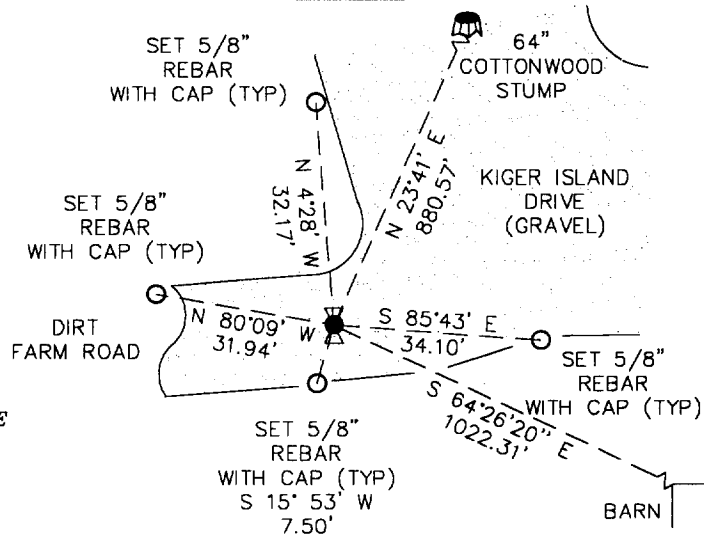 SET 5/8"
REBAR
WITH CAP (TYP)
64"
COTTONWOOD
STUMP
N 4°28' W
32.17'
N 23°41' E
880.57'
KIGER ISLAND
DRIVE
(GRAVEL)
SET 5/8"
REBAR
WITH CAP (TYP)
DIRT
FARM ROAD
N 80°09' W
31.94'
S 85°43' E
34.10'
SET 5/8"
REBAR
WITH CAP (TYP)
S 64°26'20" E
1022.31'
E
SET 5/8"
REBAR
WITH CAP (TYP)
S 15° 53' W
7.50'
BARN